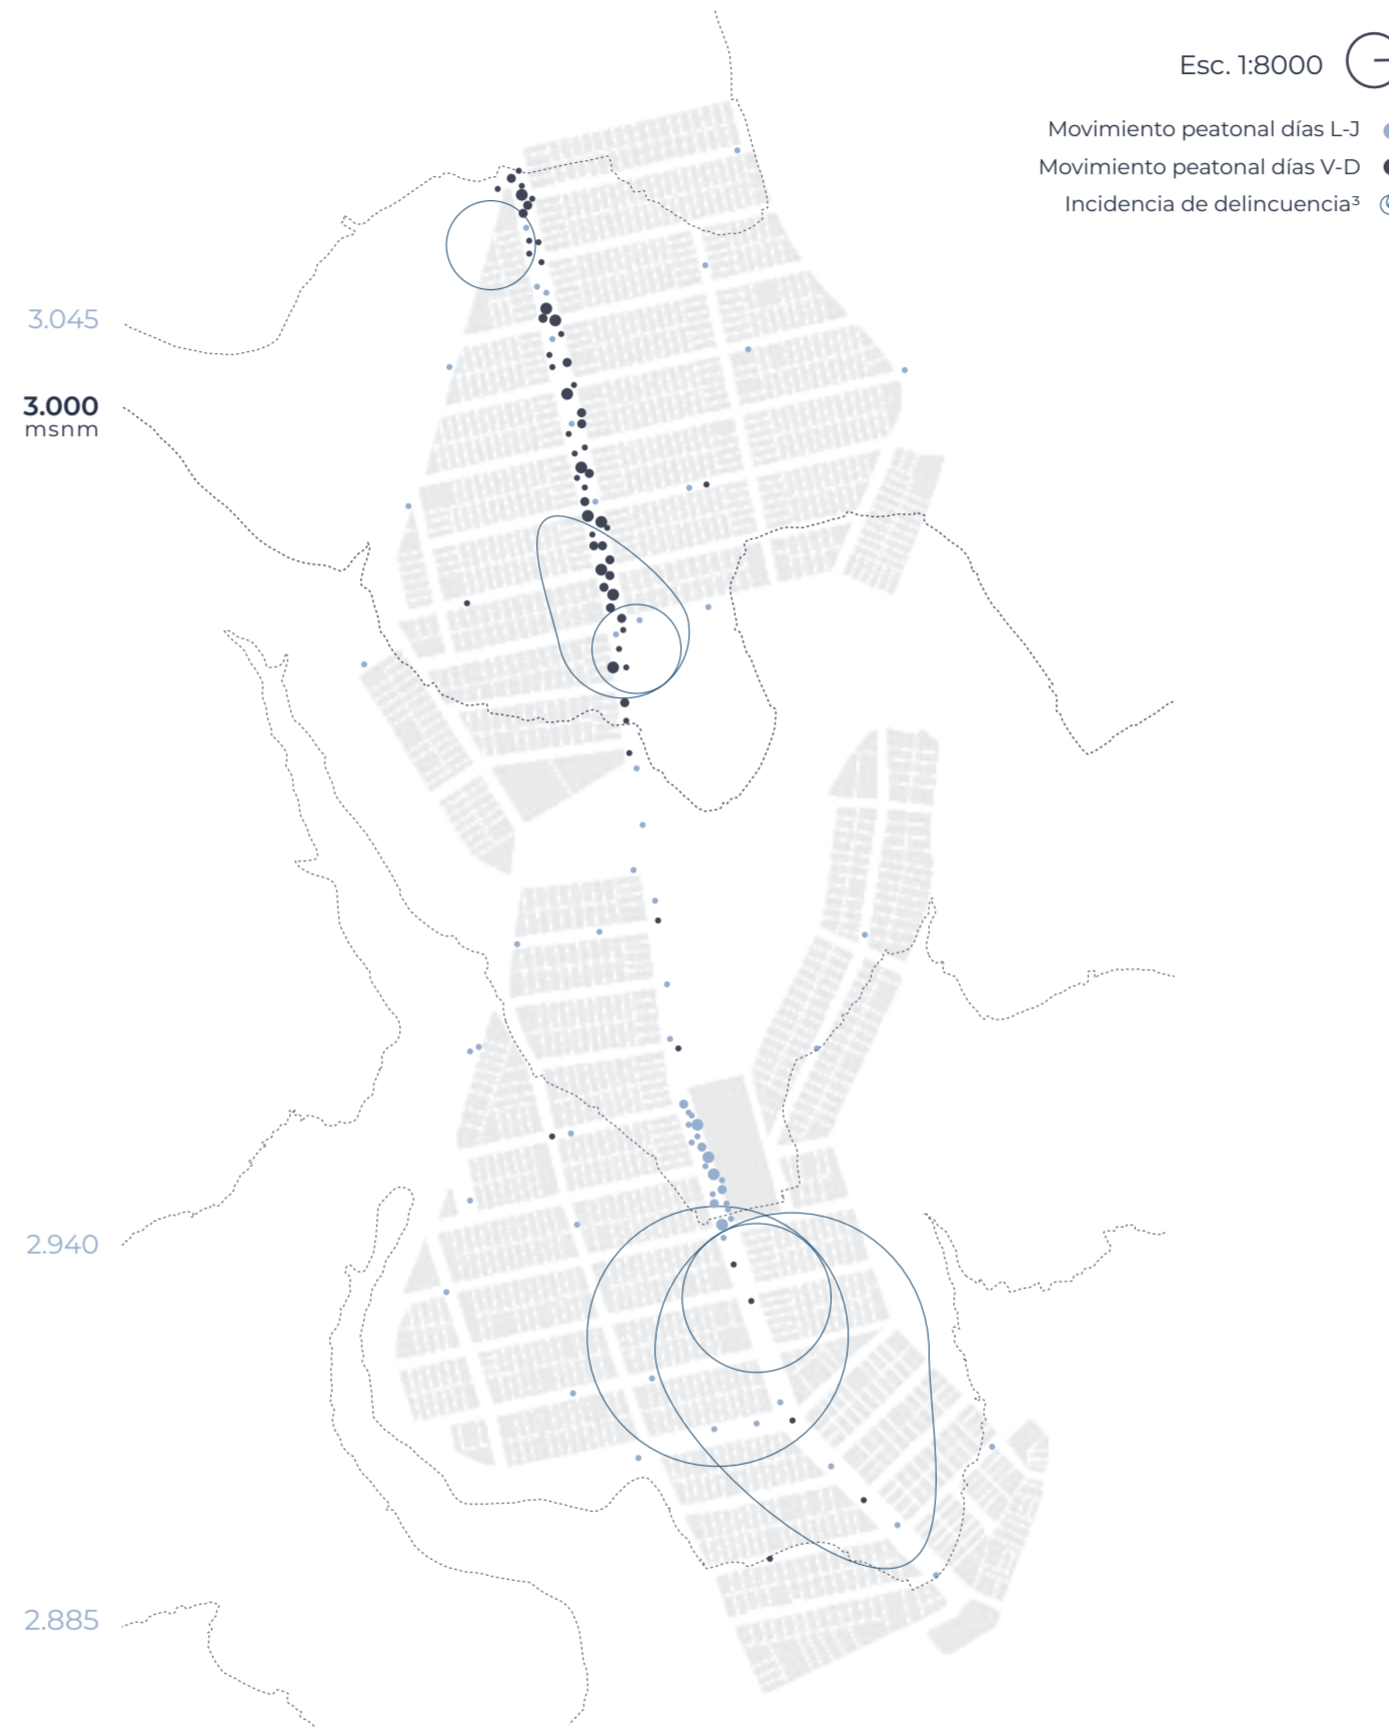 Esc. 1:8000
Movimiento peatonal días L-J
Movimiento peatonal días V-D
Incidencia de delincuencia³
3.045
3.000
msnm
2.940
2.885